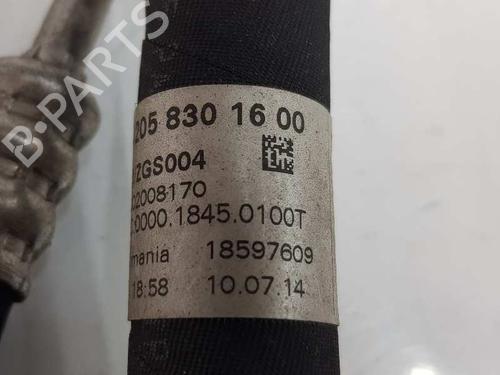 205 830 16 00
ZGS004
02008170
0000.1845.0100T
mania 18597609
18:58 10.07.14
B-PARTS